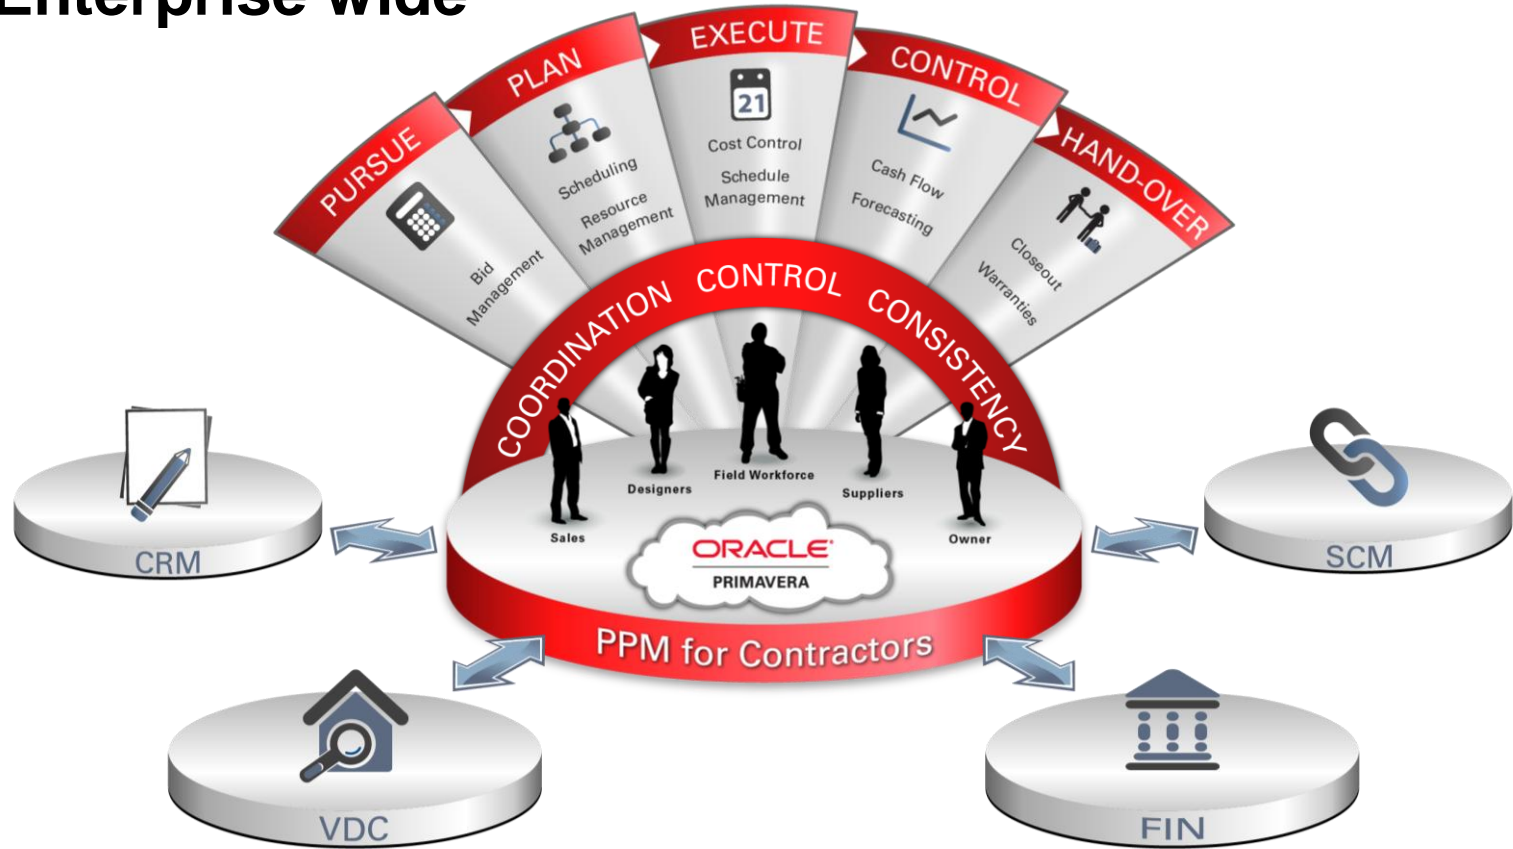 Enterprise wide
PURSUE
PLAN
EXECUTE
CONTROL
HAND-OVER
Bid
Management
Scheduling
Resource
Management
21
Cost Control
Schedule
Management
Cash Flow
Forecasting
Closeout
Warranties
COORDINATION CONTROL CONSISTENCY
Sales
Designers
Field Workforce
Suppliers
Owner
ORACLE
PRIMAVERA
PPM for Contractors
CRM
SCM
VDC
FIN